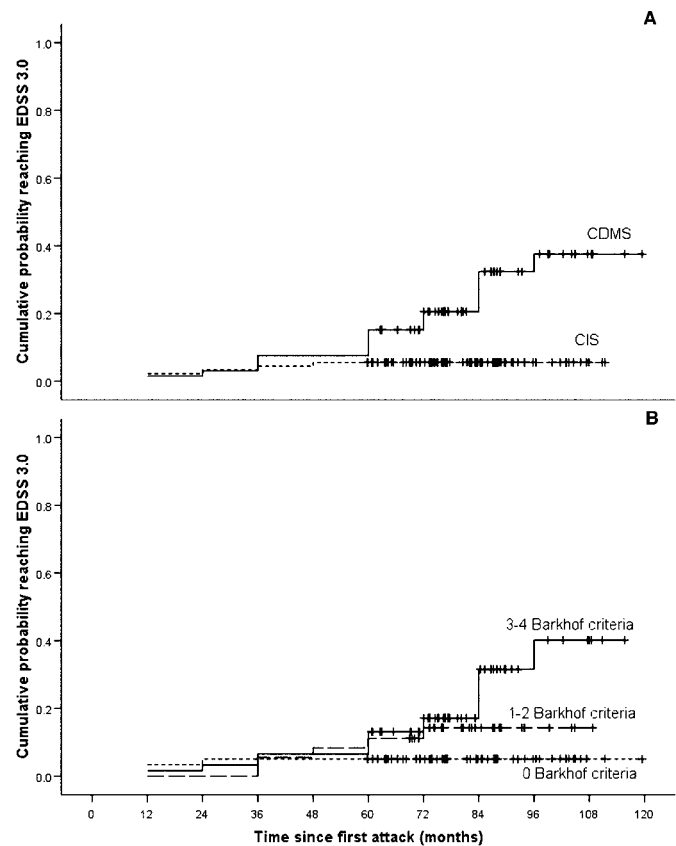 A
Cumulative probability reaching EDSS 3.0
1.0
0.8
0.6
0.4
0.2
0.0
CDMS
CIS
B
Cumulative probability reaching EDSS 3.0
1.0
0.8
0.6
0.4
0.2
0.0
3-4 Barkhof criteria
1-2 Barkhof criteria
0 Barkhof criteria
0 12 24 36 48 60 72 84 96 108 120
Time since first attack (months)